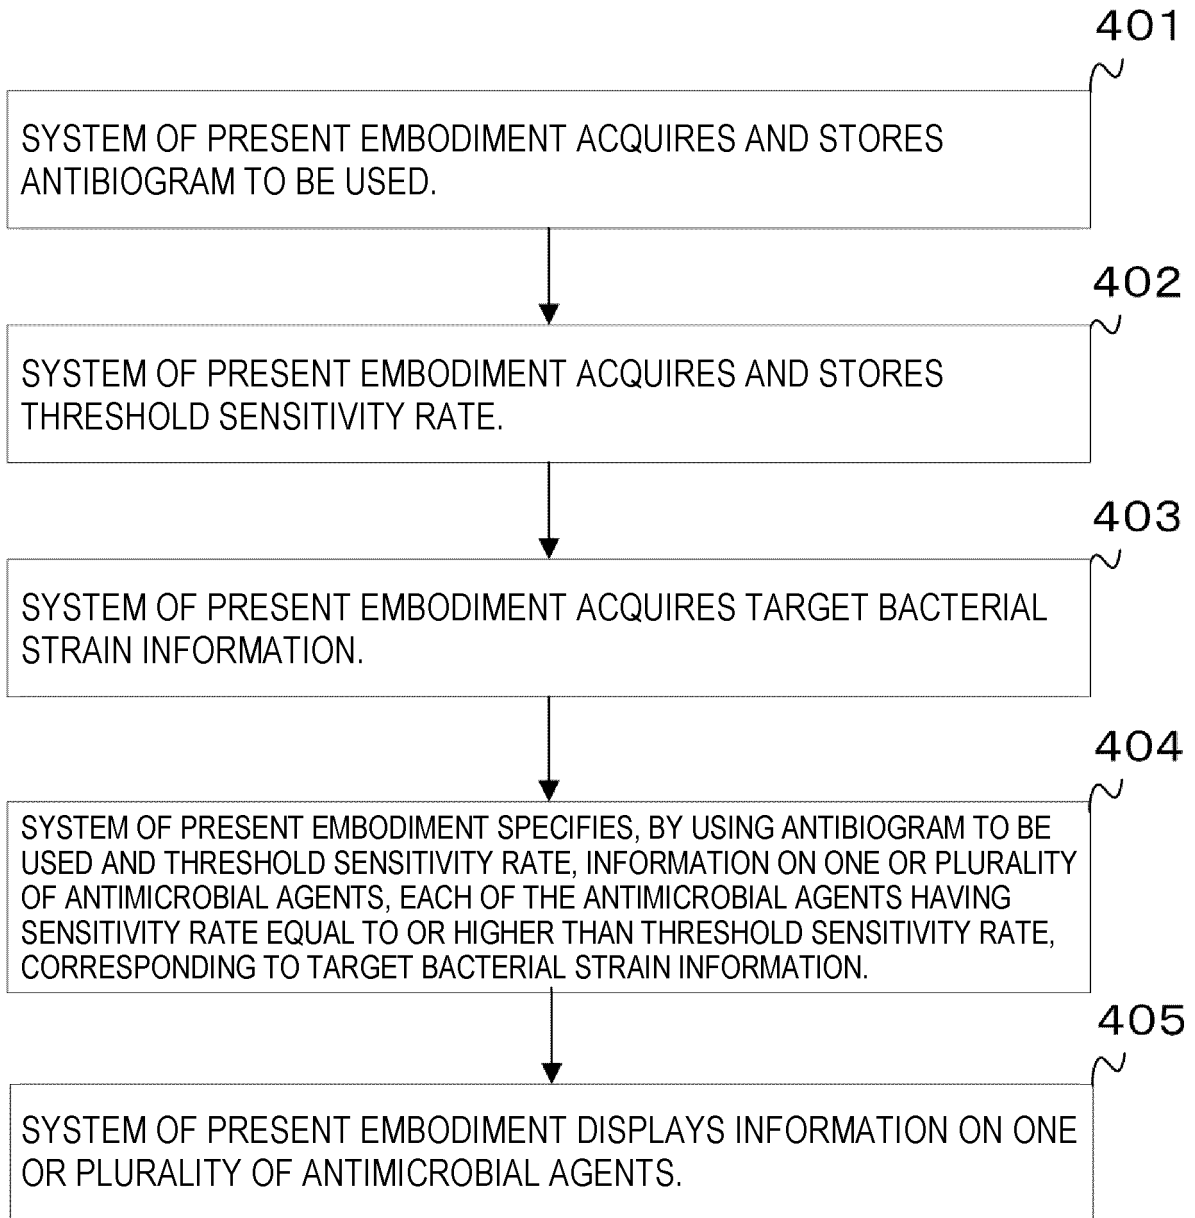 401
SYSTEM OF PRESENT EMBODIMENT ACQUIRES AND STORES
ANTIBIOGRAM TO BE USED.
402
SYSTEM OF PRESENT EMBODIMENT ACQUIRES AND STORES
THRESHOLD SENSITIVITY RATE.
403
SYSTEM OF PRESENT EMBODIMENT ACQUIRES TARGET BACTERIAL
STRAIN INFORMATION.
404
SYSTEM OF PRESENT EMBODIMENT SPECIFIES, BY USING ANTIBIOGRAM TO BE
USED AND THRESHOLD SENSITIVITY RATE, INFORMATION ON ONE OR PLURALITY
OF ANTIMICROBIAL AGENTS, EACH OF THE ANTIMICROBIAL AGENTS HAVING
SENSITIVITY RATE EQUAL TO OR HIGHER THAN THRESHOLD SENSITIVITY RATE,
CORRESPONDING TO TARGET BACTERIAL STRAIN INFORMATION.
405
SYSTEM OF PRESENT EMBODIMENT DISPLAYS INFORMATION ON ONE
OR PLURALITY OF ANTIMICROBIAL AGENTS.